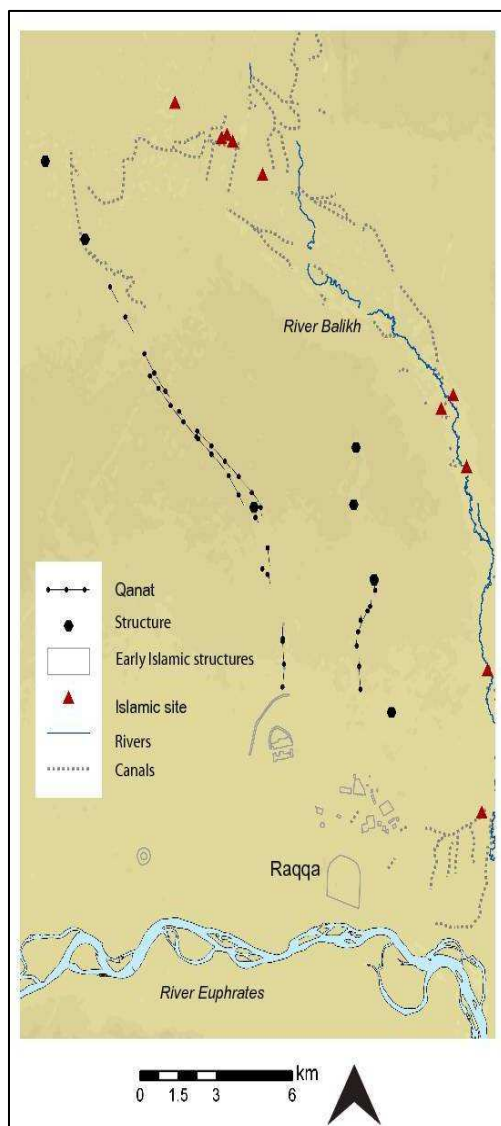 River Balikh
Qanat
Structure
Early Islamic structures
Islamic site
Rivers
Canals
Raqqa
River Euphrates
km
0 1.5 3 6